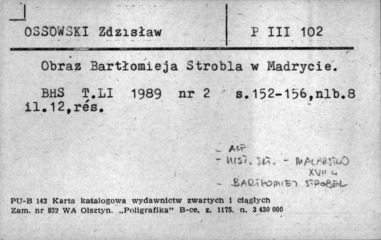 OSSOWSKI Zdzisław P III 102
Obraz Bartłomieja Strobla w Madrycie.
BHS T.LI 1989 nr 2 s.152-156,nlb.8
il.12,rés.
- AUT
- HIST. SZT. - MALARSTWO
XVII w
- BARTŁOMIEJ STROBEL
PU-B 143 Karta katalogowa wydawnictw zwartych i ciągłych
Zam. nr 932 WA Olsztyn. „Poligrafika” B-ce, z. 1175. n. 3 430 000